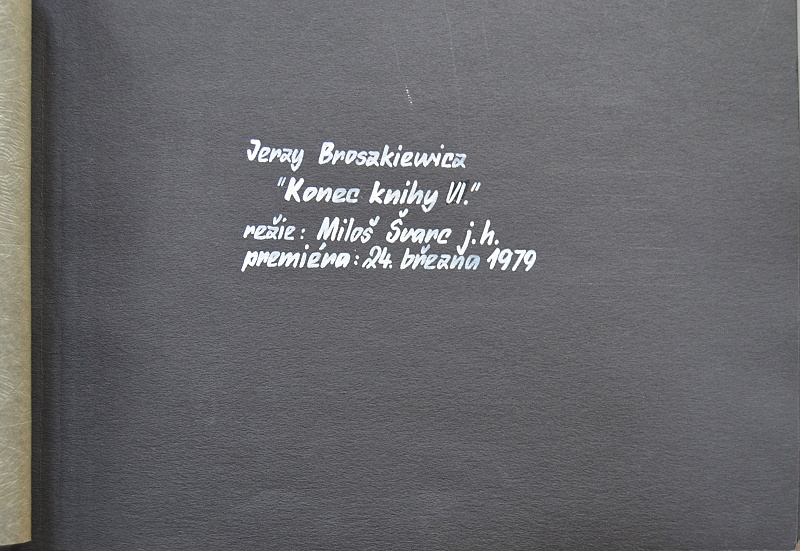 Jerzy Broszkiewicz
"Konec knihy VI."
režie: Miloš Švarc j.h.
premiéra: 24. března 1979